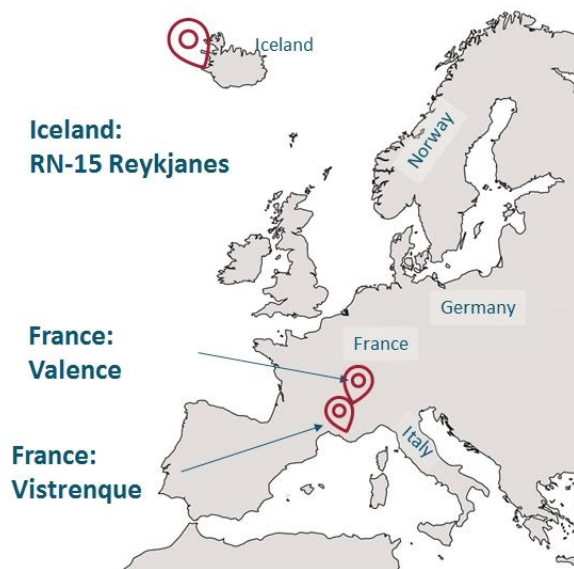 Iceland
Iceland:
RN-15 Reykjanes
Norway
Germany
France:
Valence
France
Italy
France:
Vistrenque